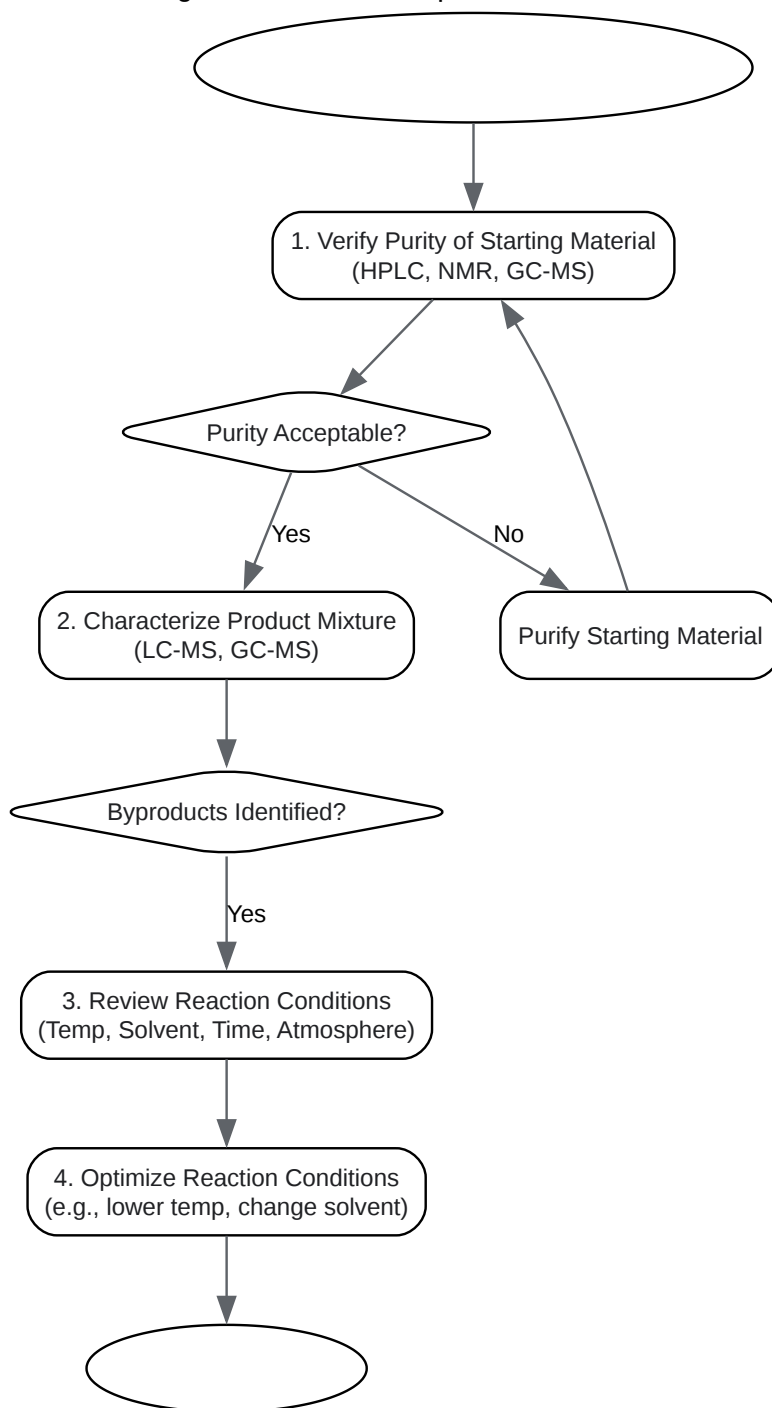 1. Verify Purity of Starting Material
(HPLC, NMR, GC-MS)
Purity Acceptable?
Yes
No
2. Characterize Product Mixture
(LC-MS, GC-MS)
Purify Starting Material
Byproducts Identified?
Yes
3. Review Reaction Conditions
(Temp, Solvent, Time, Atmosphere)
4. Optimize Reaction Conditions
(e.g., lower temp, change solvent)